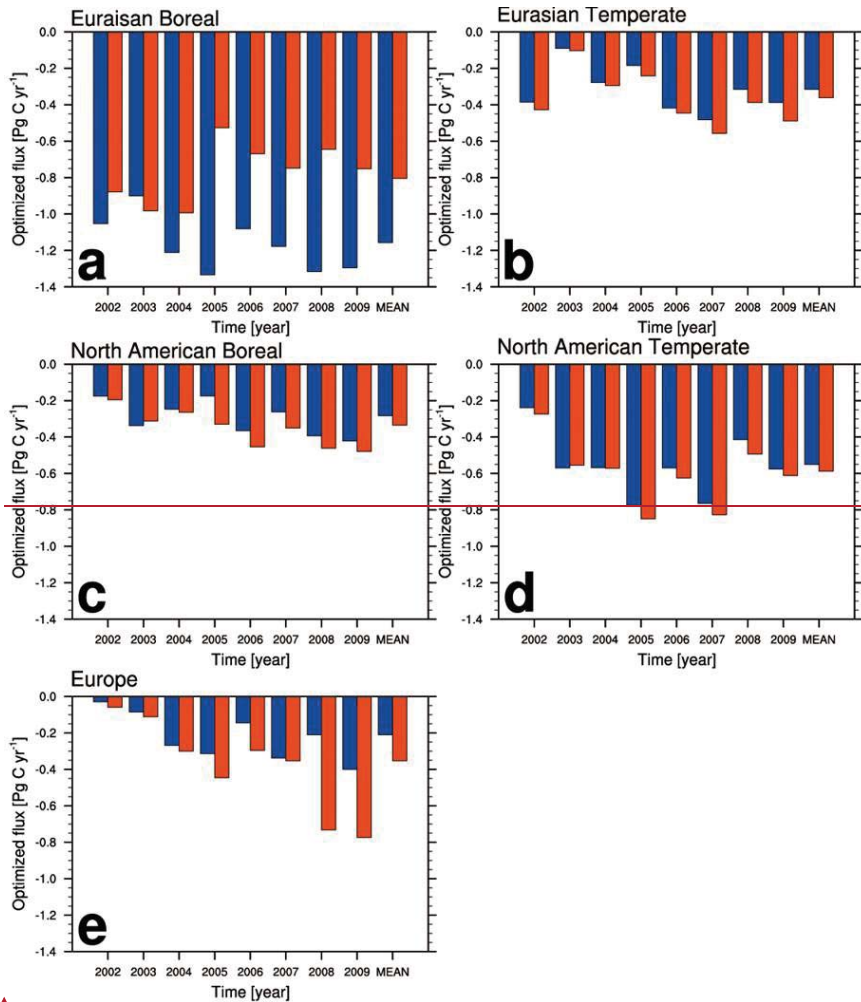 Euraisan Boreal
Optimized flux [Pg C yr-1]
0.0
-0.2
-0.4
-0.6
-0.8
-1.0
-1.2
-1.4
a
2002 2003 2004 2005 2006 2007 2008 2009 MEAN
Time [year]
Eurasian Temperate
Optimized flux [Pg C yr-1]
0.0
-0.2
-0.4
-0.6
-0.8
-1.0
-1.2
-1.4
b
2002 2003 2004 2005 2006 2007 2008 2009 MEAN
Time [year]
North American Boreal
Optimized flux [Pg C yr-1]
0.0
-0.2
-0.4
-0.6
-0.8
-1.0
-1.2
-1.4
c
2002 2003 2004 2005 2006 2007 2008 2009 MEAN
Time [year]
North American Temperate
Optimized flux [Pg C yr-1]
0.0
-0.2
-0.4
-0.6
-0.8
-1.0
-1.2
-1.4
d
2002 2003 2004 2005 2006 2007 2008 2009 MEAN
Time [year]
Europe
Optimized flux [Pg C yr-1]
0.0
-0.2
-0.4
-0.6
-0.8
-1.0
-1.2
-1.4
e
2002 2003 2004 2005 2006 2007 2008 2009 MEAN
Time [year]